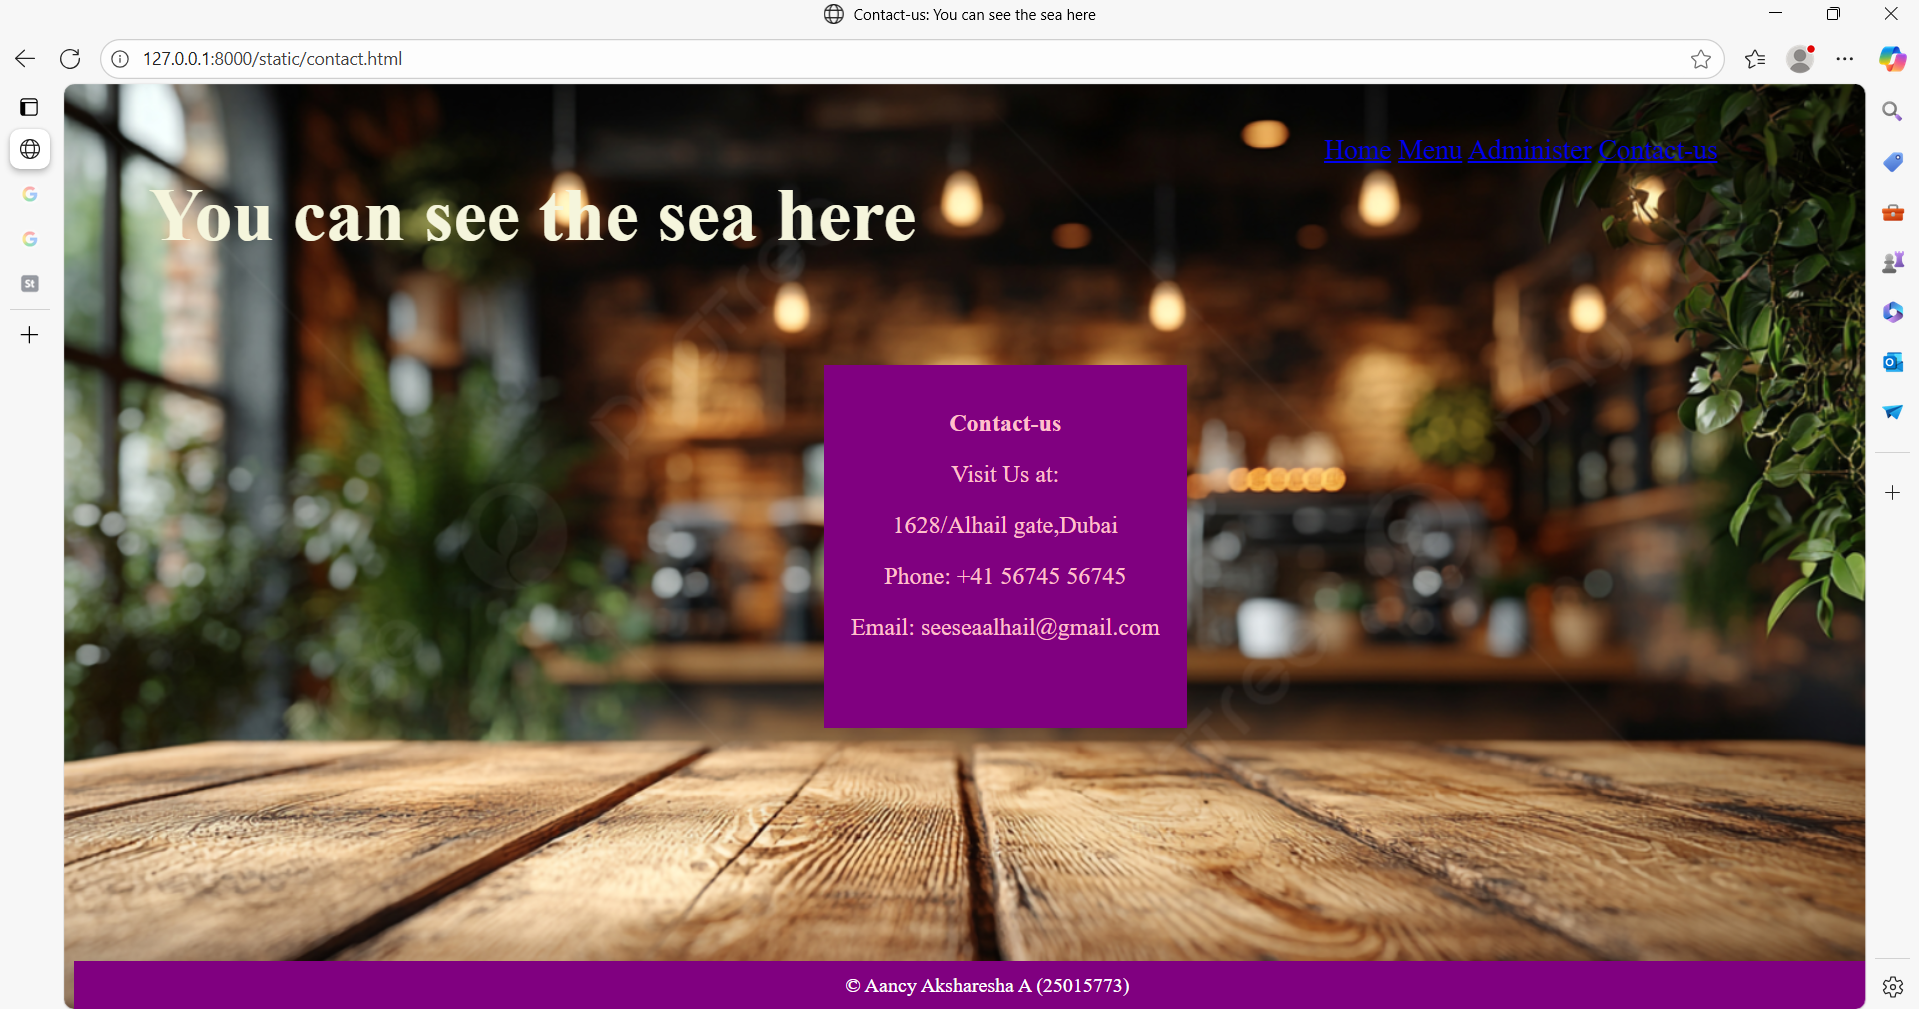 Contact-us: You can see the sea here
127.0.0.1:8000/static/contact.html
Home Menu Administer Contact-us
You can see the sea here
Contact-us
Visit Us at:
1628/Alhail gate,Dubai
Phone: +41 56745 56745
Email: seeseaalhail@gmail.com
© Aancy Aksharesha A (25015773)
St